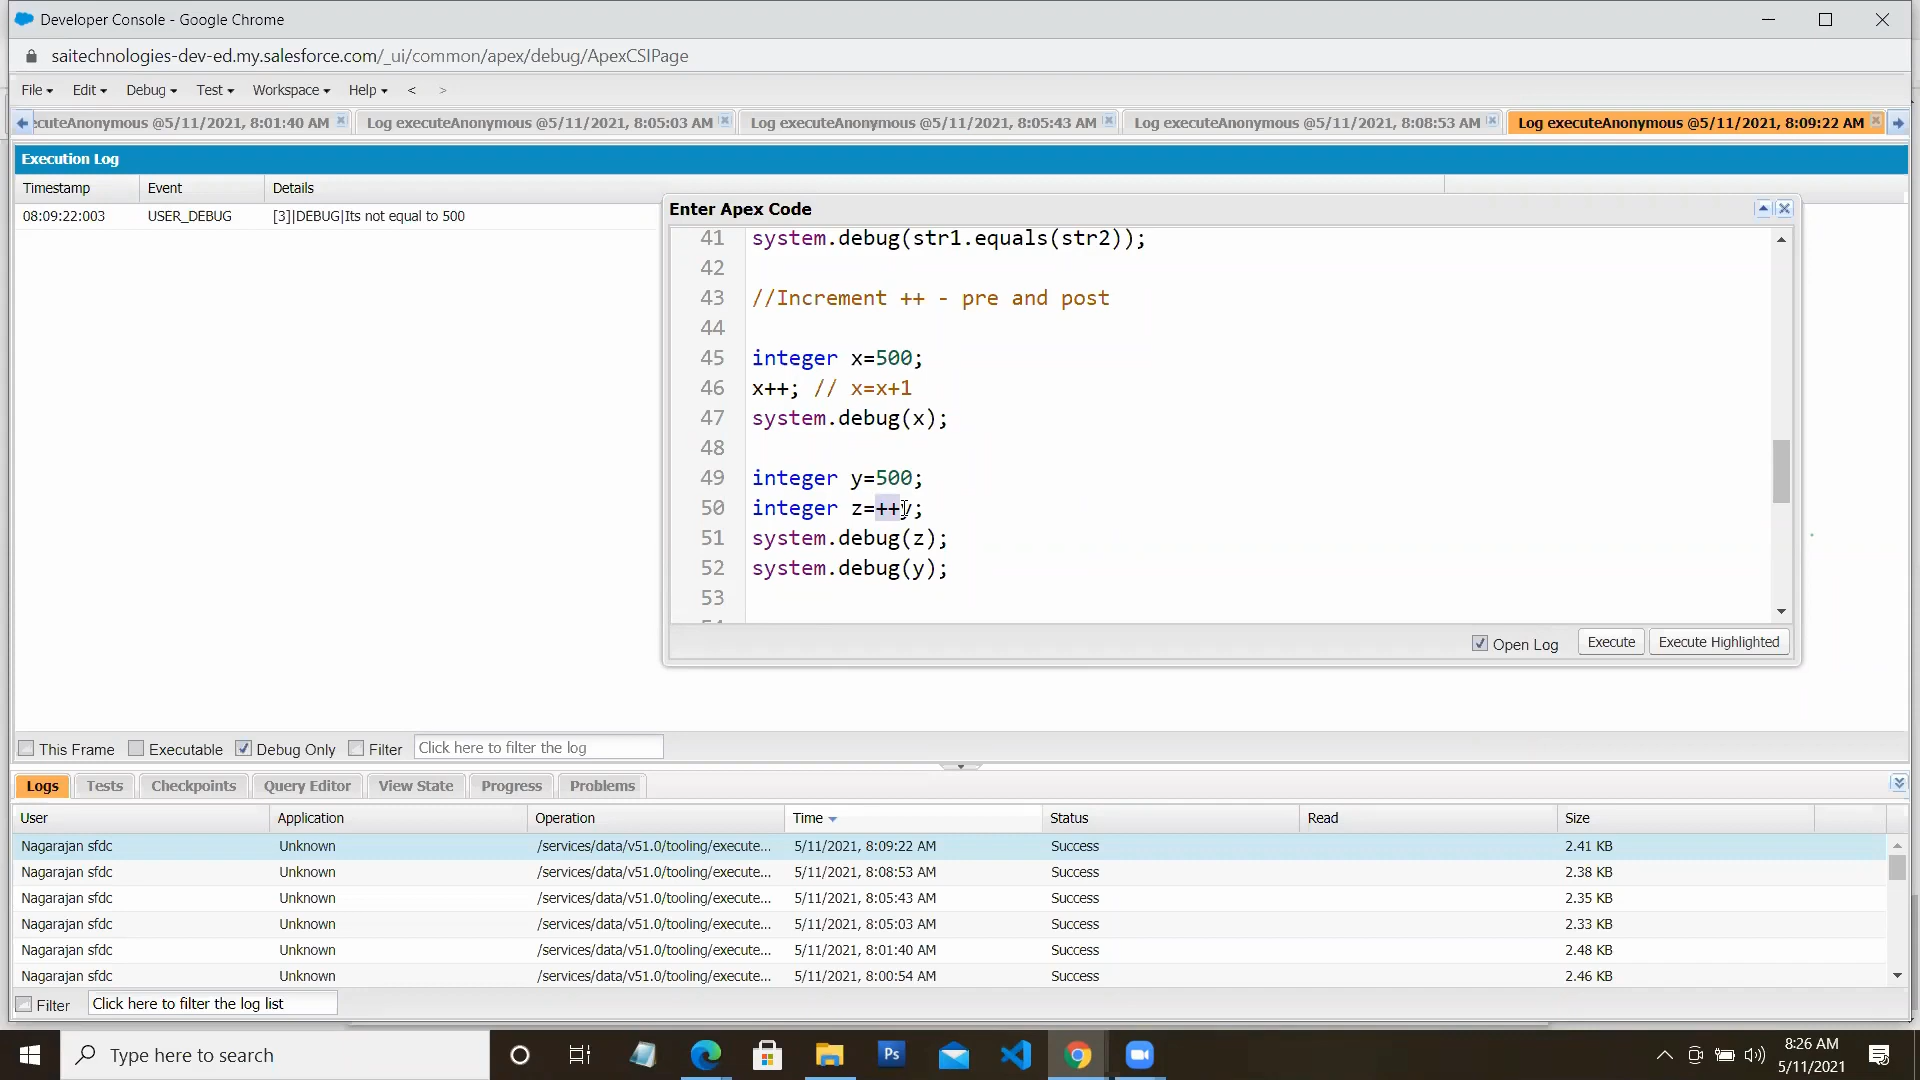 Developer Console - Google Chrome
saitechnologies-dev-ed.my.salesforce.com/_ui/common/apex/debug/ApexCSIPage
File Edit Debug Test Workspace Help < >
ecuteAnonymous @5/11/2021, 8:01:40 AM Log executeAnonymous @5/11/2021, 8:05:03 AM Log executeAnonymous @5/11/2021, 8:05:43 AM Log executeAnonymous @5/11/2021, 8:08:53 AM Log executeAnonymous @5/11/2021, 8:09:22 AM
Execution Log
Timestamp Event Details
08:09:22:003 USER_DEBUG [3]|DEBUG|Its not equal to 500
Enter Apex Code
41 system.debug(str1.equals(str2));
42
43 //Increment ++ - pre and post
44
45 integer x=500;
46 x++; // x=x+1
47 system.debug(x);
48
49 integer y=500;
50 integer z=++y;
51 system.debug(z);
52 system.debug(y);
53
Open Log Execute Execute Highlighted
This Frame Executable Debug Only Filter Click here to filter the log
Logs Tests Checkpoints Query Editor View State Progress Problems
User Application Operation Time Status Read Size
Nagarajan sfdc Unknown /services/data/v51.0/tooling/execute... 5/11/2021, 8:09:22 AM Success 2.41 KB
Nagarajan sfdc Unknown /services/data/v51.0/tooling/execute... 5/11/2021, 8:08:53 AM Success 2.38 KB
Nagarajan sfdc Unknown /services/data/v51.0/tooling/execute... 5/11/2021, 8:05:43 AM Success 2.35 KB
Nagarajan sfdc Unknown /services/data/v51.0/tooling/execute... 5/11/2021, 8:05:03 AM Success 2.33 KB
Nagarajan sfdc Unknown /services/data/v51.0/tooling/execute... 5/11/2021, 8:01:40 AM Success 2.48 KB
Nagarajan sfdc Unknown /services/data/v51.0/tooling/execute... 5/11/2021, 8:00:54 AM Success 2.46 KB
Filter Click here to filter the log list
Type here to search
Ps
8:26 AM
5/11/2021